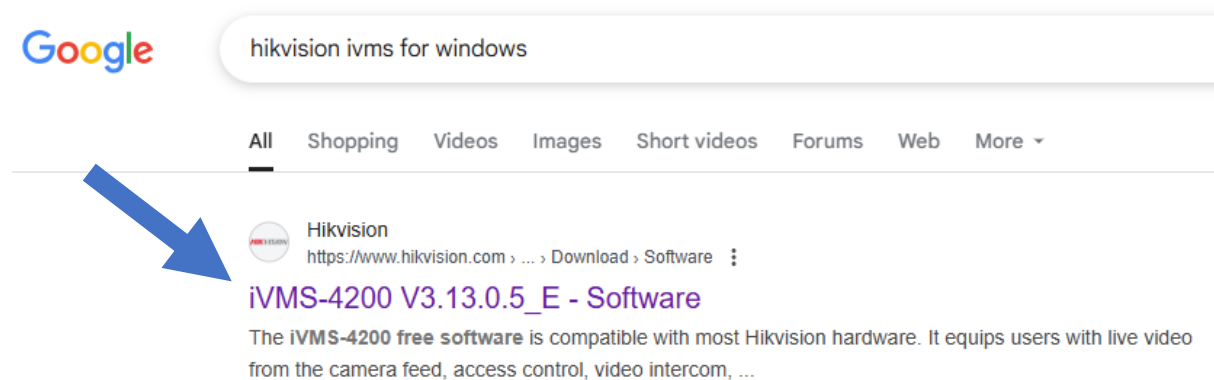 Google
hikvision ivms for windows
All Shopping Videos Images Short videos Forums Web More
HIKVISION
Hikvision
https://www.hikvision.com › ... › Download › Software
iVMS-4200 V3.13.0.5_E - Software
The iVMS-4200 free software is compatible with most Hikvision hardware. It equips users with live video
from the camera feed, access control, video intercom, ...